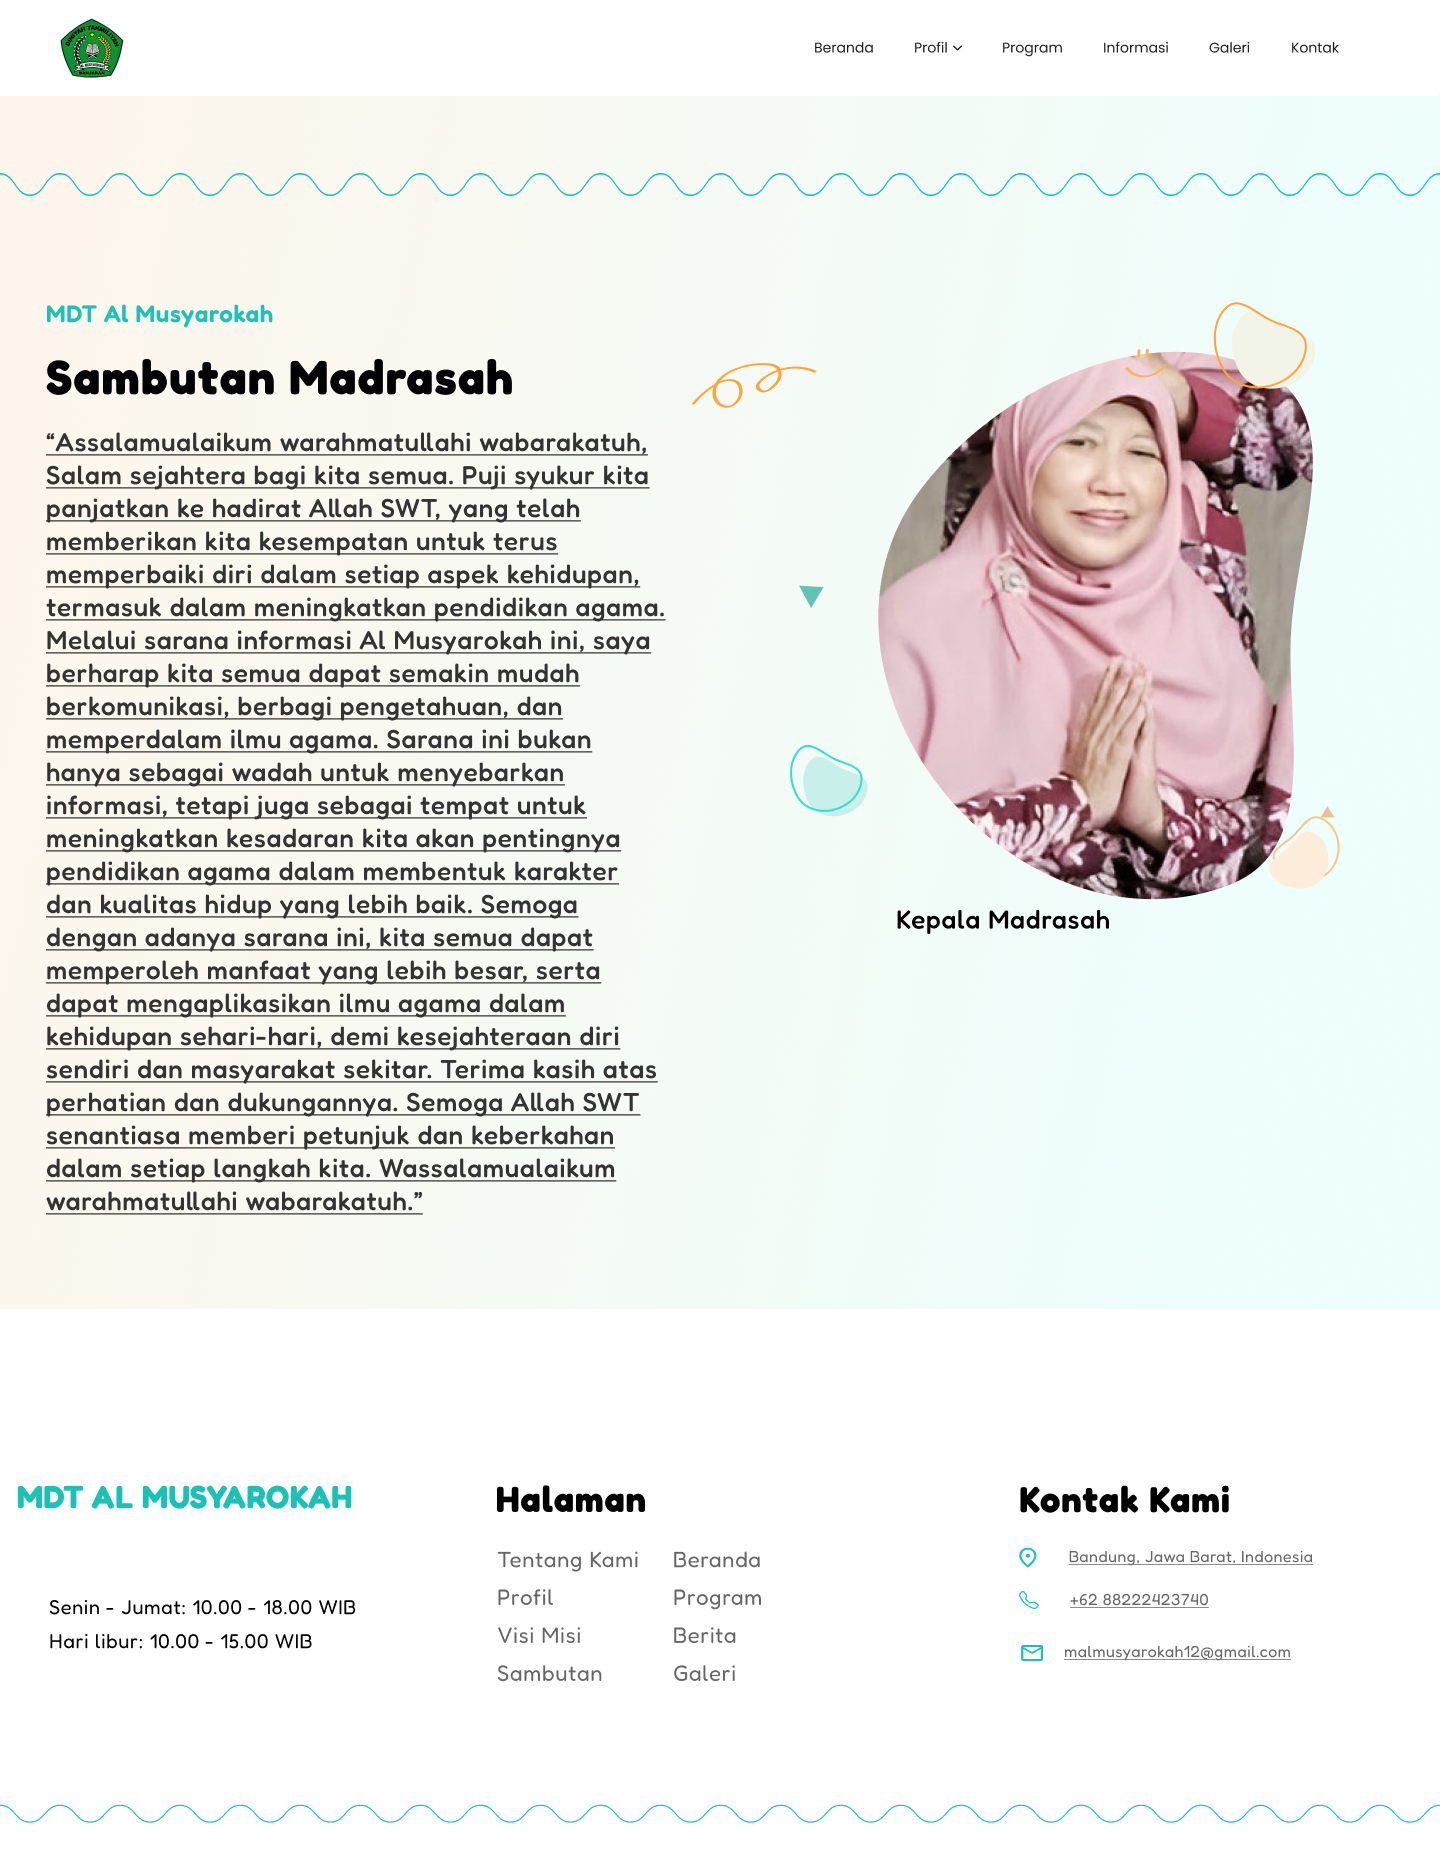 DINIYAH TAKMILIYAH
BANJARAN
Beranda
Profil
Program
Informasi
Galeri
Kontak
MDT Al Musyarokah
Sambutan Madrasah
“Assalamualaikum warahmatullahi wabarakatuh,
Salam sejahtera bagi kita semua. Puji syukur kita
panjatkan ke hadirat Allah SWT, yang telah
memberikan kita kesempatan untuk terus
memperbaiki diri dalam setiap aspek kehidupan,
termasuk dalam meningkatkan pendidikan agama.
Melalui sarana informasi Al Musyarokah ini, saya
berharap kita semua dapat semakin mudah
berkomunikasi, berbagi pengetahuan, dan
memperdalam ilmu agama. Sarana ini bukan
hanya sebagai wadah untuk menyebarkan
informasi, tetapi juga sebagai tempat untuk
meningkatkan kesadaran kita akan pentingnya
pendidikan agama dalam membentuk karakter
dan kualitas hidup yang lebih baik. Semoga
dengan adanya sarana ini, kita semua dapat
memperoleh manfaat yang lebih besar, serta
dapat mengaplikasikan ilmu agama dalam
kehidupan sehari-hari, demi kesejahteraan diri
sendiri dan masyarakat sekitar. Terima kasih atas
perhatian dan dukungannya. Semoga Allah SWT
senantiasa memberi petunjuk dan keberkahan
dalam setiap langkah kita. Wassalamualaikum
warahmatullahi wabarakatuh.”
Kepala Madrasah
MDT AL MUSYAROKAH
Senin - Jumat: 10.00 - 18.00 WIB
Hari libur: 10.00 - 15.00 WIB
Halaman
Tentang Kami
Profil
Visi Misi
Sambutan
Beranda
Program
Berita
Galeri
Kontak Kami
Bandung, Jawa Barat, Indonesia
+62 88222423740
malmusyarokah12@gmail.com